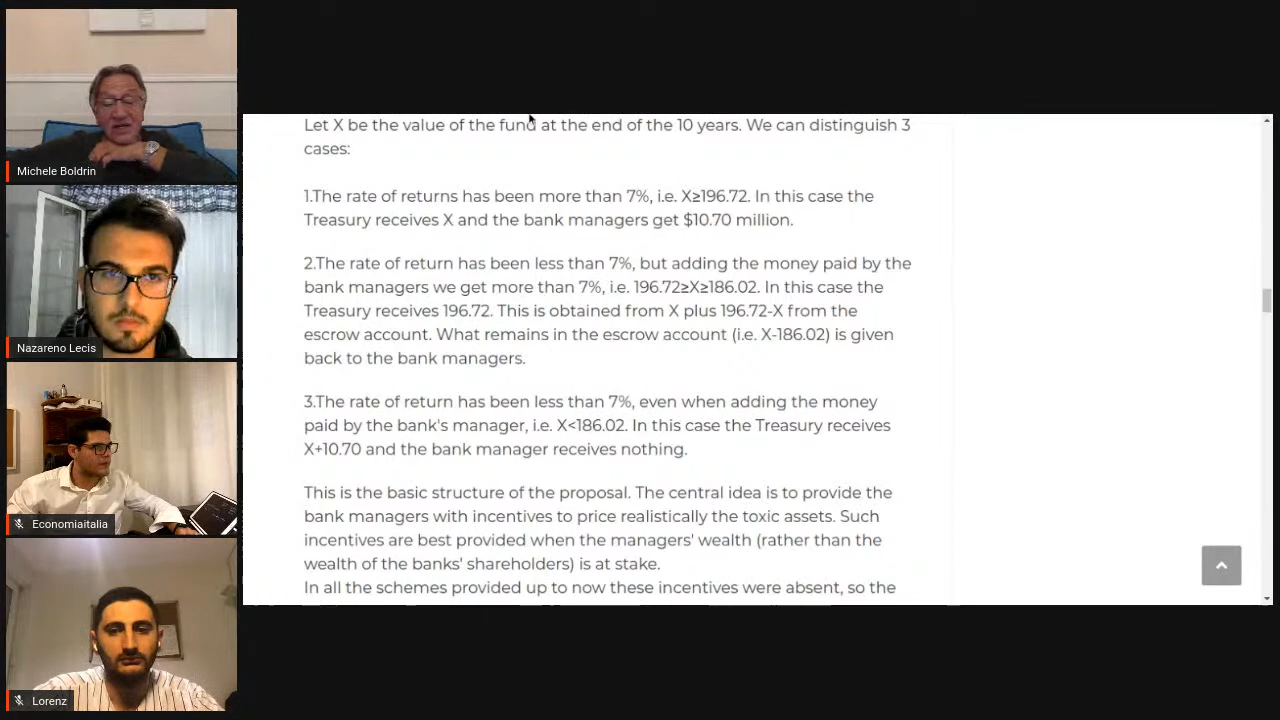 Michele Boldrin
Nazareno Lecis
Economiaitalia
Lorenz
Let X be the value of the fund at the end of the 10 years. We can distinguish 3
cases:
1.The rate of returns has been more than 7%, i.e. X≥196.72. In this case the
Treasury receives X and the bank managers get $10.70 million.
2.The rate of return has been less than 7%, but adding the money paid by the
bank managers we get more than 7%, i.e. 196.72≥X≥186.02. In this case the
Treasury receives 196.72. This is obtained from X plus 196.72-X from the
escrow account. What remains in the escrow account (i.e. X-186.02) is given
back to the bank managers.
3.The rate of return has been less than 7%, even when adding the money
paid by the bank's manager, i.e. X<186.02. In this case the Treasury receives
X+10.70 and the bank manager receives nothing.
This is the basic structure of the proposal. The central idea is to provide the
bank managers with incentives to price realistically the toxic assets. Such
incentives are best provided when the managers' wealth (rather than the
wealth of the banks' shareholders) is at stake.
In all the schemes provided up to now these incentives were absent, so the